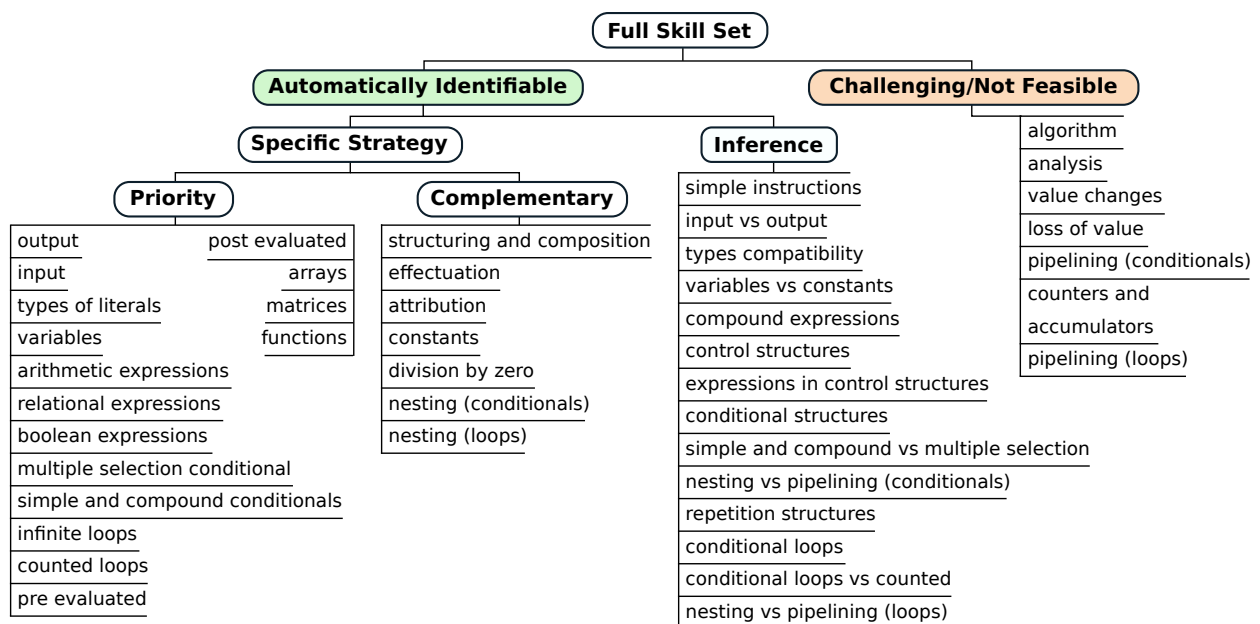 Full Skill Set
Automatically Identifiable
Challenging/Not Feasible
Specific Strategy
Inference
Priority
Complementary
output
input
types of literals
variables
arithmetic expressions
relational expressions
boolean expressions
multiple selection conditional
simple and compound conditionals
infinite loops
counted loops
pre evaluated
post evaluated
arrays
matrices
functions
structuring and composition
effectuation
attribution
constants
division by zero
nesting (conditionals)
nesting (loops)
simple instructions
input vs output
types compatibility
variables vs constants
compound expressions
control structures
expressions in control structures
conditional structures
simple and compound vs multiple selection
nesting vs pipelining (conditionals)
repetition structures
conditional loops
conditional loops vs counted
nesting vs pipelining (loops)
algorithm
analysis
value changes
loss of value
pipelining (conditionals)
counters and
accumulators
pipelining (loops)